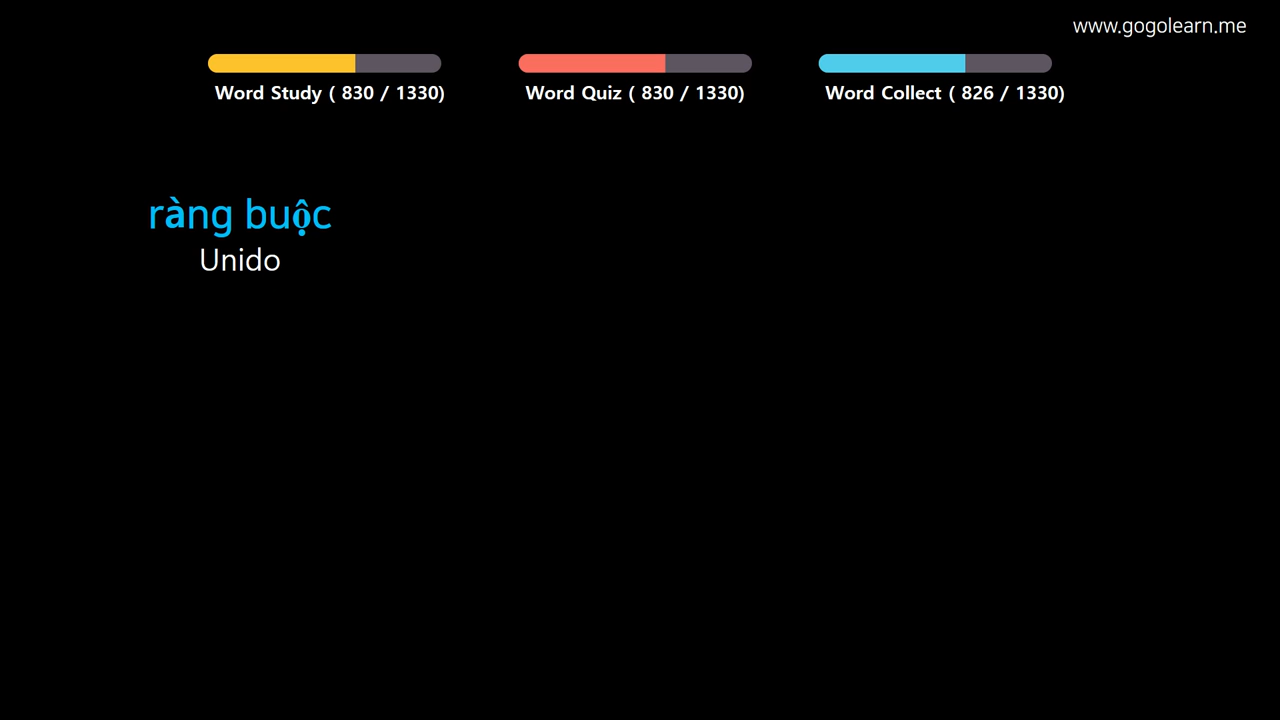 www.gogolearn.me
Word Study ( 830 / 1330)
Word Quiz ( 830 / 1330)
Word Collect ( 826 / 1330)
ràng buộc
Unido